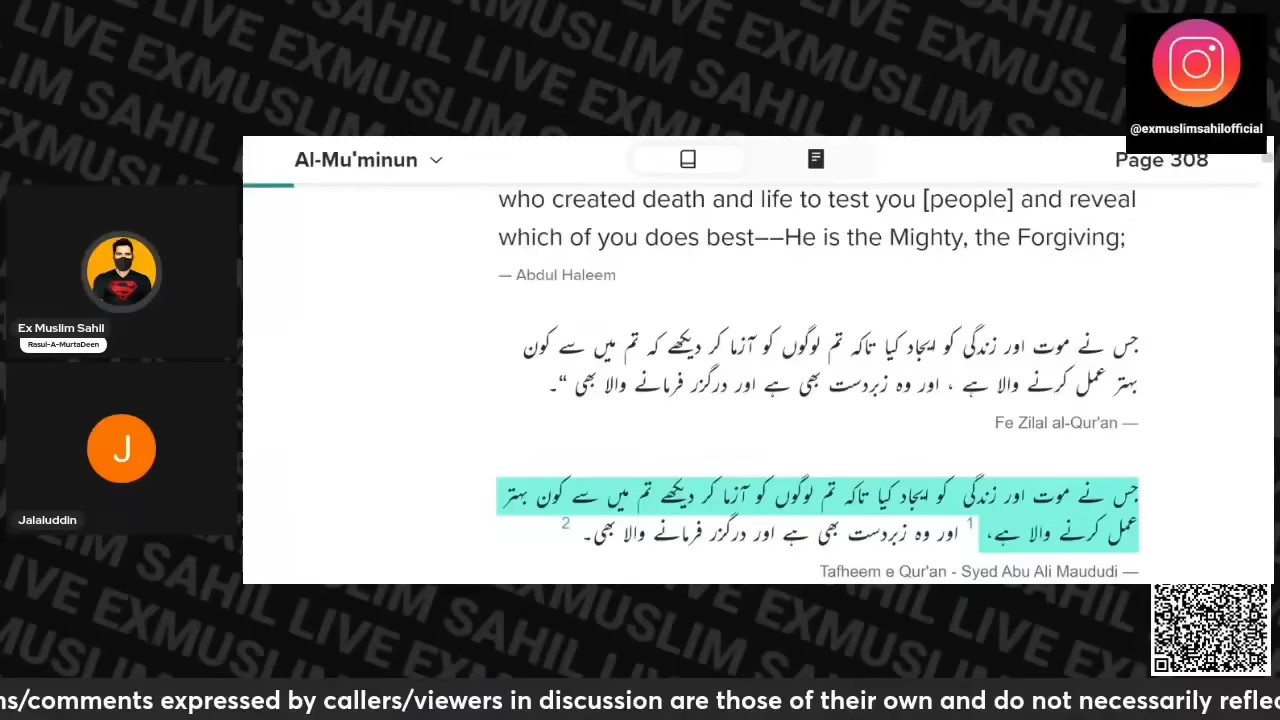 @exmuslimsahilofficial
Al-Mu'minun
Page 308
who created death and life to test you [people] and reveal
which of you does best––He is the Mighty, the Forgiving;
— Abdul Haleem
جس نے موت اور زندگی کو ایجاد کیا تاکہ تم لوگوں کو آزما کر دیکھے کہ تم میں سے کون
بہتر عمل کرنے والا ہے ، اور وہ زبردست بھی ہے اور درگزر فرمانے والا بھی “۔
Fe Zilal al-Qur'an —
جس نے موت اور زندگی کو ایجاد کیا تاکہ تم لوگوں کو آزما کر دیکھے تم میں سے کون بہتر
عمل کرنے والا ہے، 1 اور وہ زبردست بھی ہے اور درگزر فرمانے والا بھی۔ 2
Tafheem e Qur'an - Syed Abu Ali Maududi —
Ex Muslim Sahil
Rasul-A-MurtaDeen
J
Jalaluddin
ns/comments expressed by callers/viewers in discussion are those of their own and do not necessarily reflec
LIVE EXMUSLIM SAHIL LIVE EXMUSLIM SAHIL